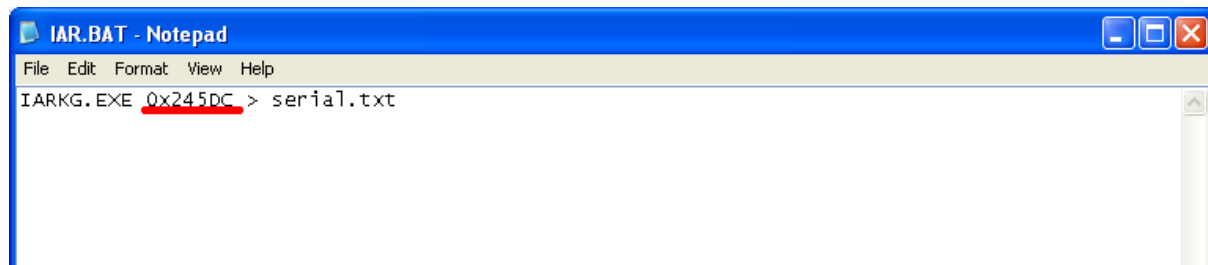 IAR.BAT - Notepad
File Edit Format View Help
IARKG.EXE 0x245DC > serial.txt